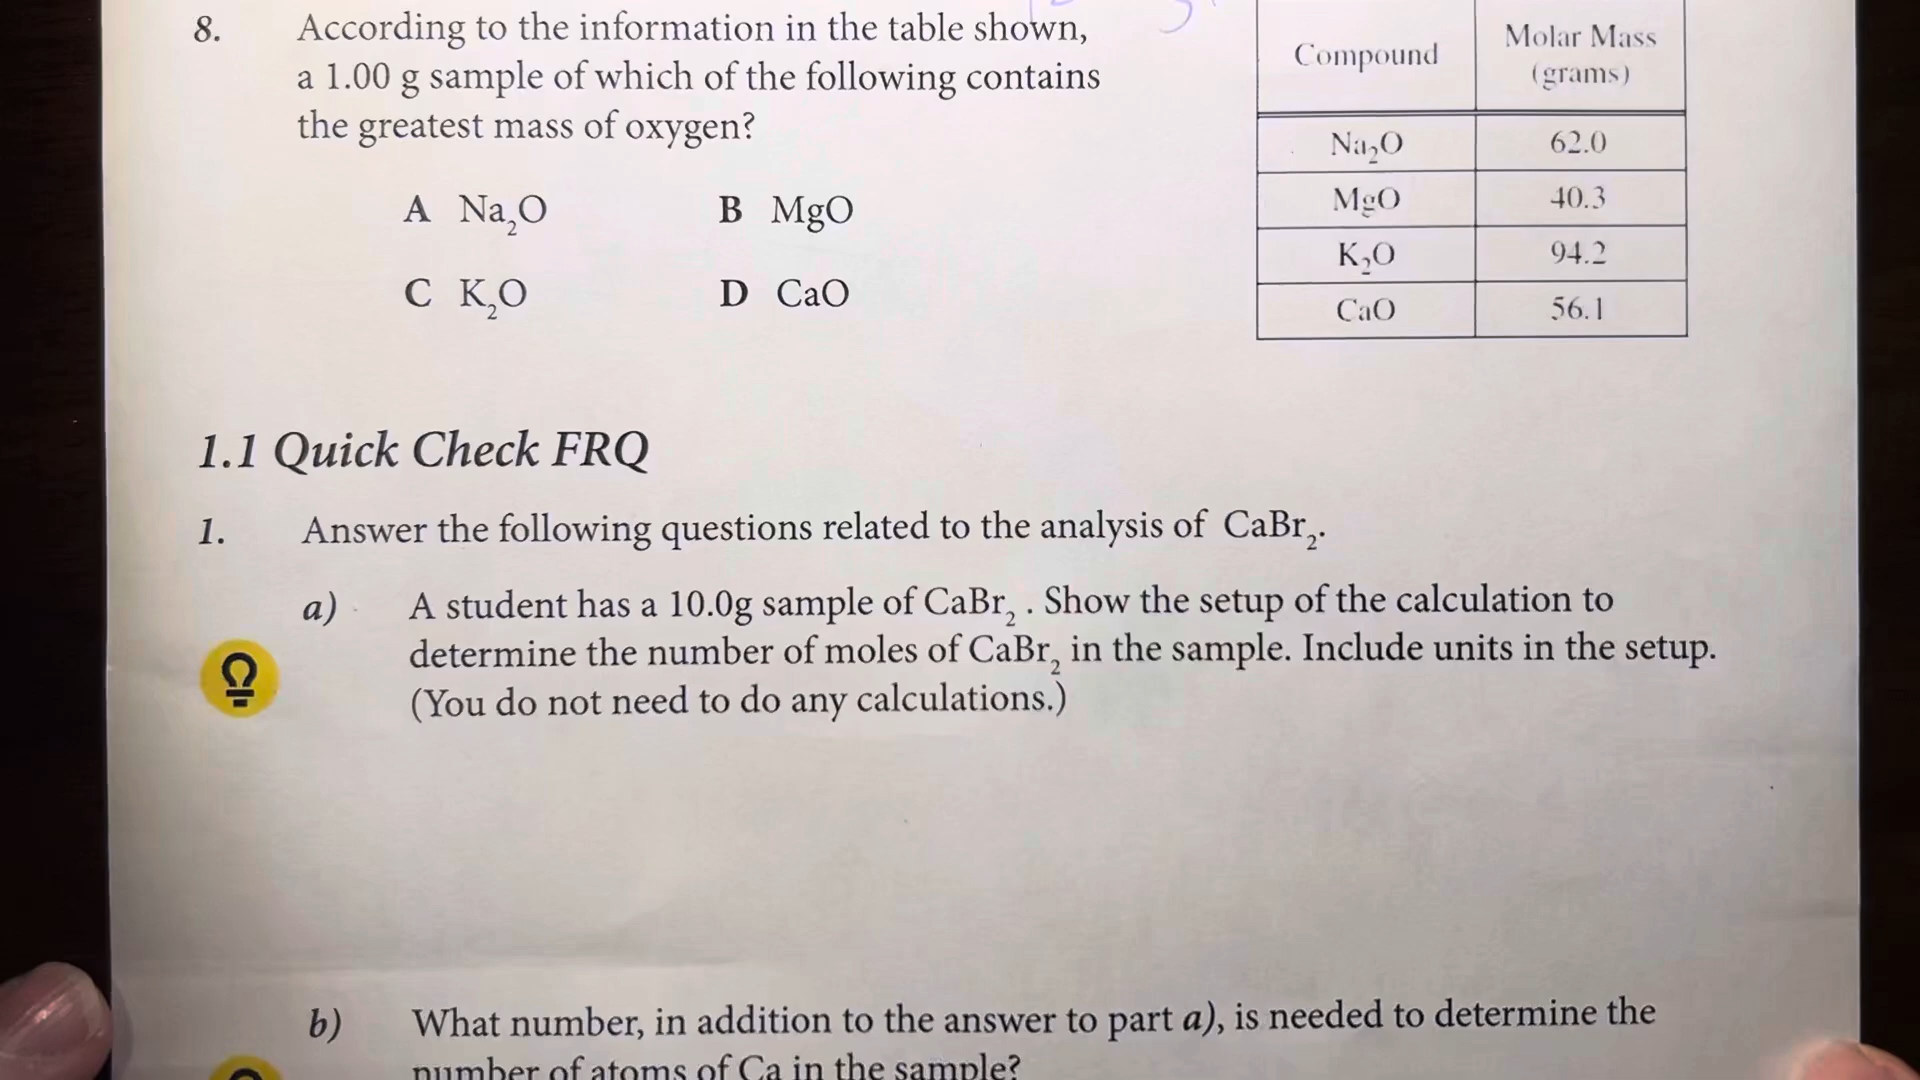 8. According to the information in the table shown,
a 1.00 g sample of which of the following contains
the greatest mass of oxygen?
A Na₂O B MgO
C K₂O D CaO
Compound Molar Mass (grams)
Na₂O 62.0
MgO 40.3
K₂O 94.2
CaO 56.1
1.1 Quick Check FRQ
1. Answer the following questions related to the analysis of CaBr₂.
a) A student has a 10.0g sample of CaBr₂ . Show the setup of the calculation to
determine the number of moles of CaBr₂ in the sample. Include units in the setup.
(You do not need to do any calculations.)
b) What number, in addition to the answer to part a), is needed to determine the
number of atoms of Ca in the sample?